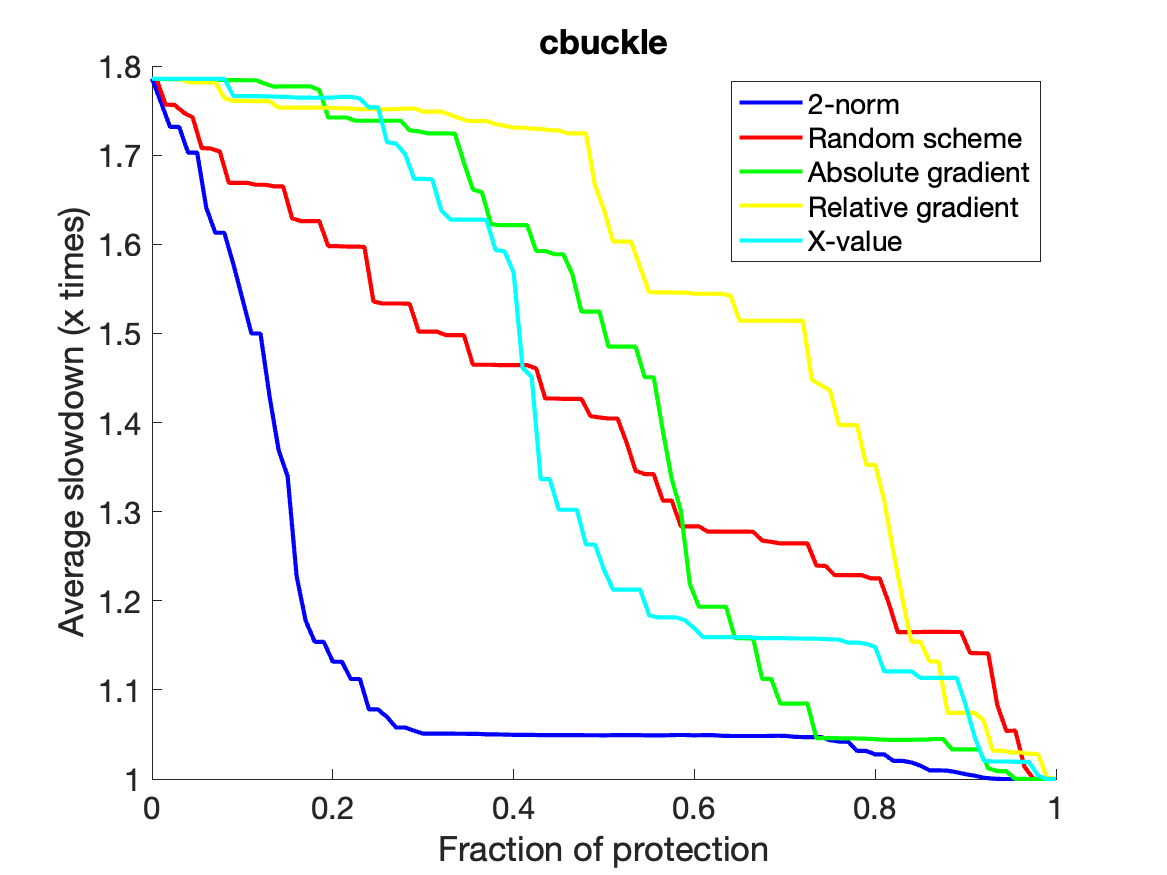 cbuckle
1.8
1.7
1.6
1.5
1.4
1.3
1.2
1.1
1
Average slowdown (x times)
2-norm
Random scheme
Absolute gradient
Relative gradient
X-value
0
0.2
0.4
0.6
0.8
1
Fraction of protection